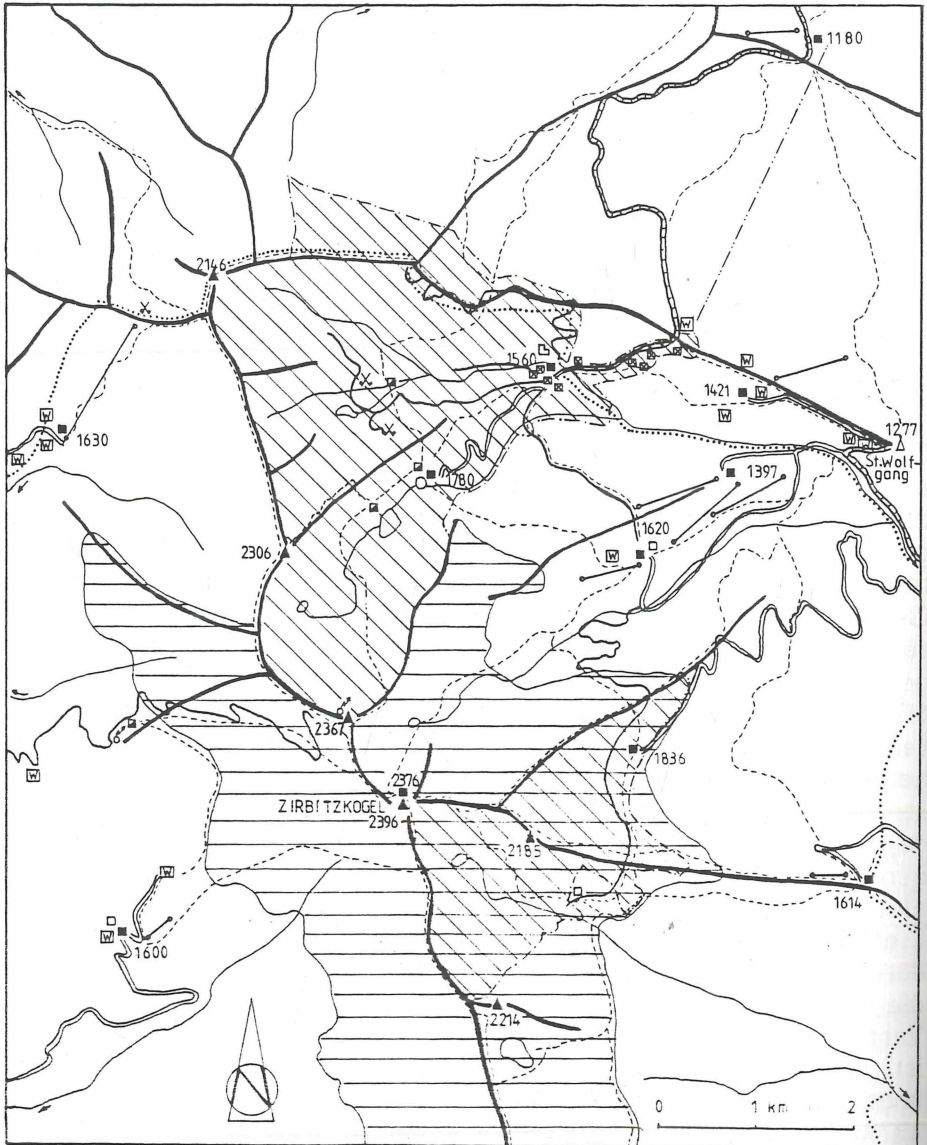 1180
2146
W
1560
W
1421
W
W
W
1630
W
W
W
W
W
1277
St.Wolf-
gang
1780
1397
1620
W
2306
2367
1836
W
2376
ZIRBITZKOGEL
2396
2185
W
1614
W
1600
2214
N
0 1 km 2